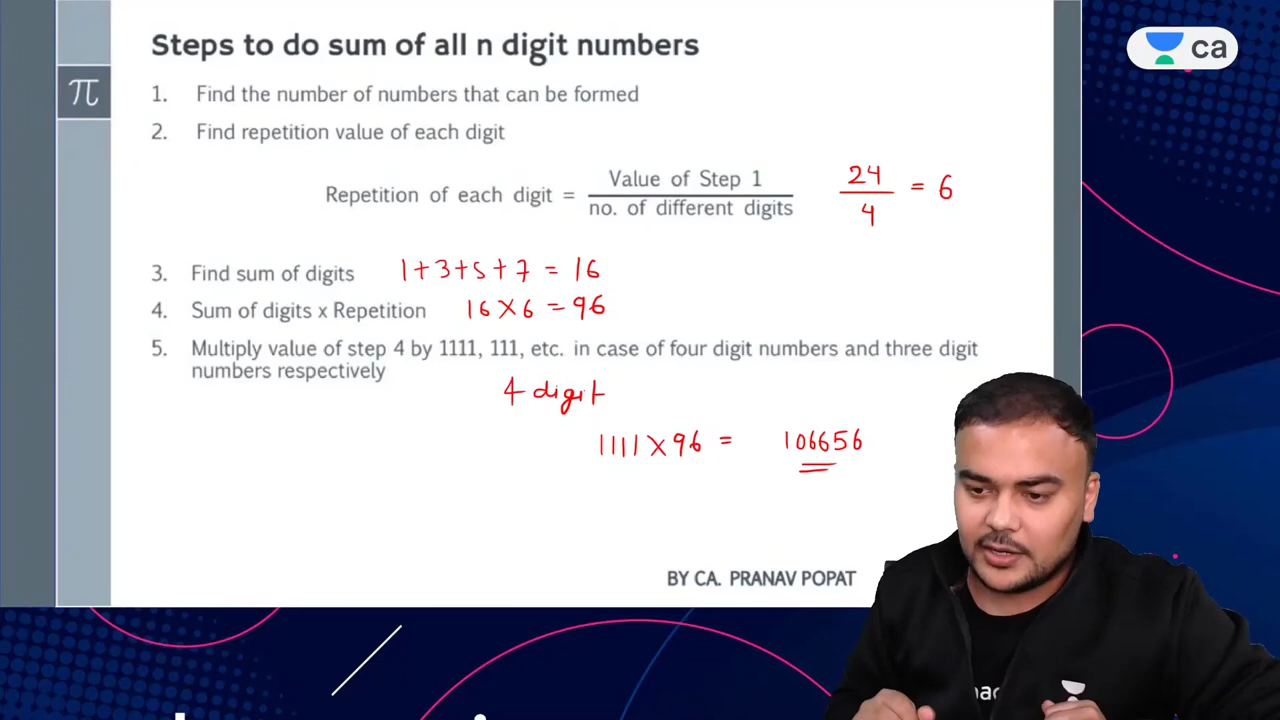 Steps to do sum of all n digit numbers
ca
π
1. Find the number of numbers that can be formed
2. Find repetition value of each digit
Repetition of each digit = Value of Step 1 / no. of different digits
24 / 4 = 6
3. Find sum of digits 1+3+5+7 = 16
4. Sum of digits x Repetition 16 X 6 = 96
5. Multiply value of step 4 by 1111, 111, etc. in case of four digit numbers and three digit
numbers respectively
4 digit
1111 X 96 = 106656
BY CA. PRANAV POPAT